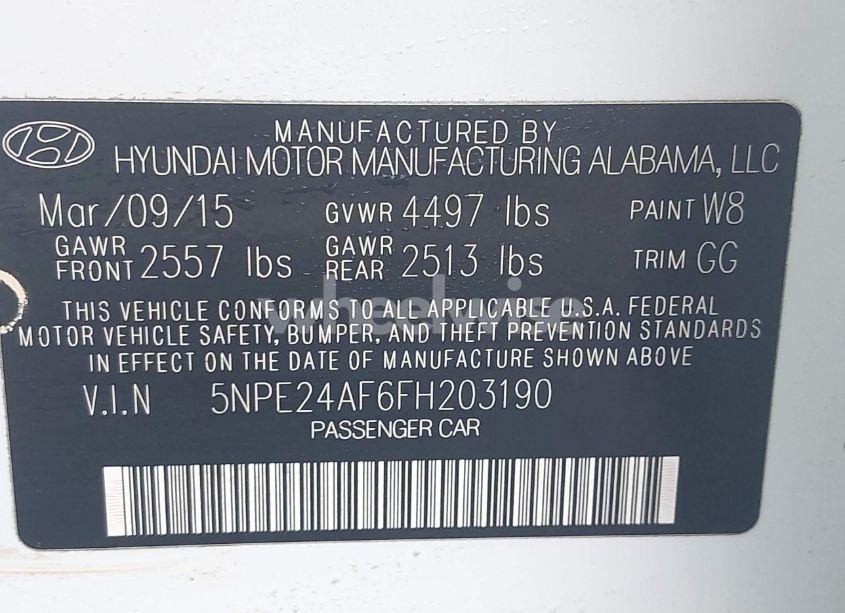 MANUFACTURED BY
HYUNDAI MOTOR MANUFACTURING ALABAMA, LLC
Mar/09/15 GVWR 4497 lbs PAINT W8
GAWR FRONT 2557 lbs GAWR REAR 2513 lbs TRIM GG
THIS VEHICLE CONFORMS TO ALL APPLICABLE U.S.A. FEDERAL
MOTOR VEHICLE SAFETY, BUMPER, AND THEFT PREVENTION STANDARDS
IN EFFECT ON THE DATE OF MANUFACTURE SHOWN ABOVE
V.I.N 5NPE24AF6FH203190
PASSENGER CAR
wheelwise